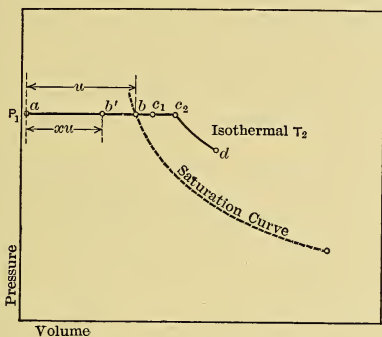 u
P₁
a
b'
b
c₁
c₂
xu
Isothermal T₂
d
Saturation Curve
Pressure
Volume